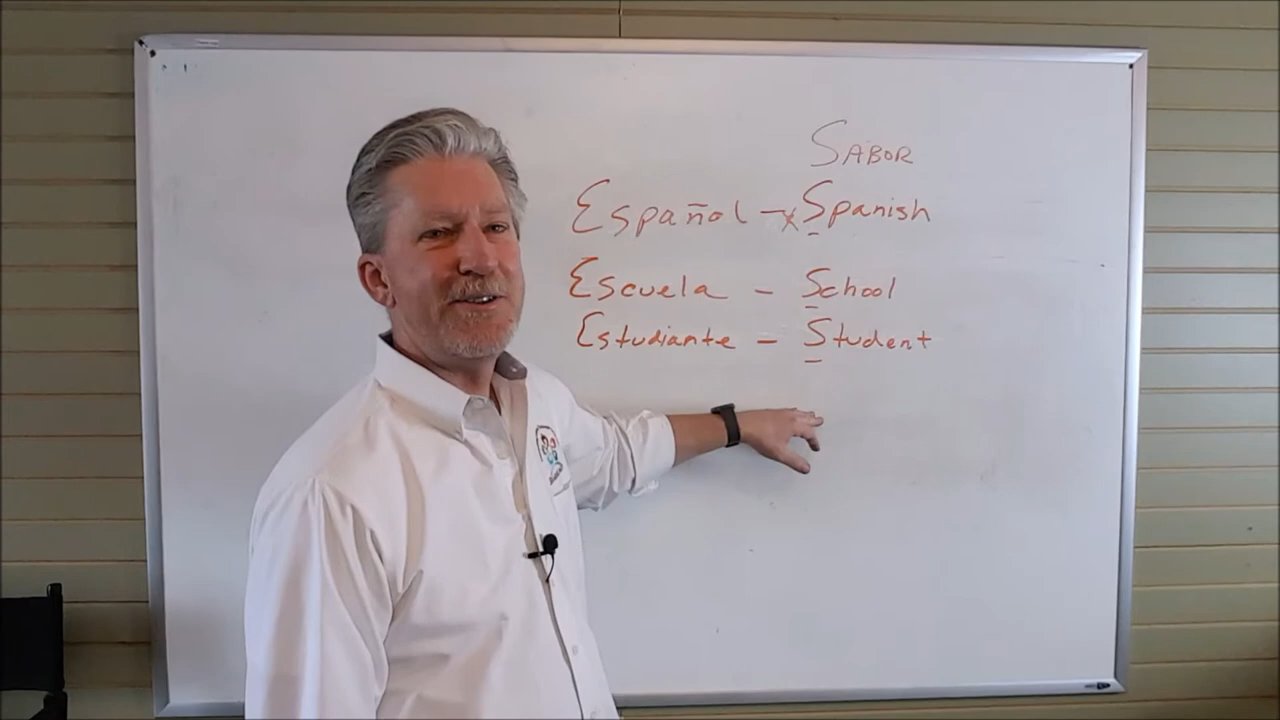 SABOR
Español - x Spanish
Escuela - School
Estudiante - Student